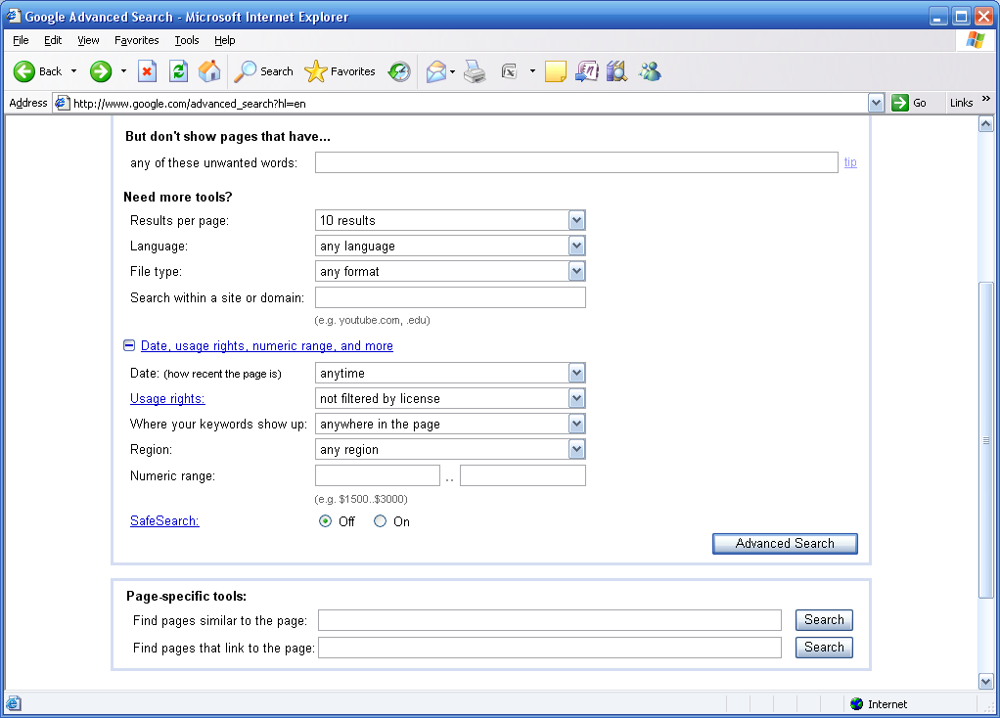 Google Advanced Search - Microsoft Internet Explorer
File Edit View Favorites Tools Help
Back Search Favorites
Address http://www.google.com/advanced_search?hl=en Go Links »
But don't show pages that have...
any of these unwanted words: tip
Need more tools?
Results per page: 10 results
Language: any language
File type: any format
Search within a site or domain:
(e.g. youtube.com, .edu)
Date, usage rights, numeric range, and more
Date: (how recent the page is) anytime
Usage rights: not filtered by license
Where your keywords show up: anywhere in the page
Region: any region
Numeric range: ..
(e.g. $1500..$3000)
SafeSearch: Off On
Advanced Search
Page-specific tools:
Find pages similar to the page: Search
Find pages that link to the page: Search
Internet